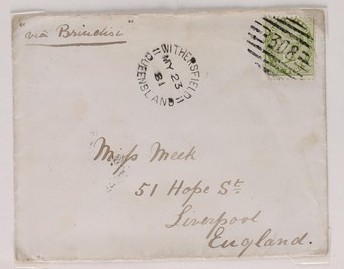 "via Brindisi"
WITHERSFIELD
MY 23
81
QUEENSLAND
308
Miss Meek
51 Hope St
Liverpool
England.